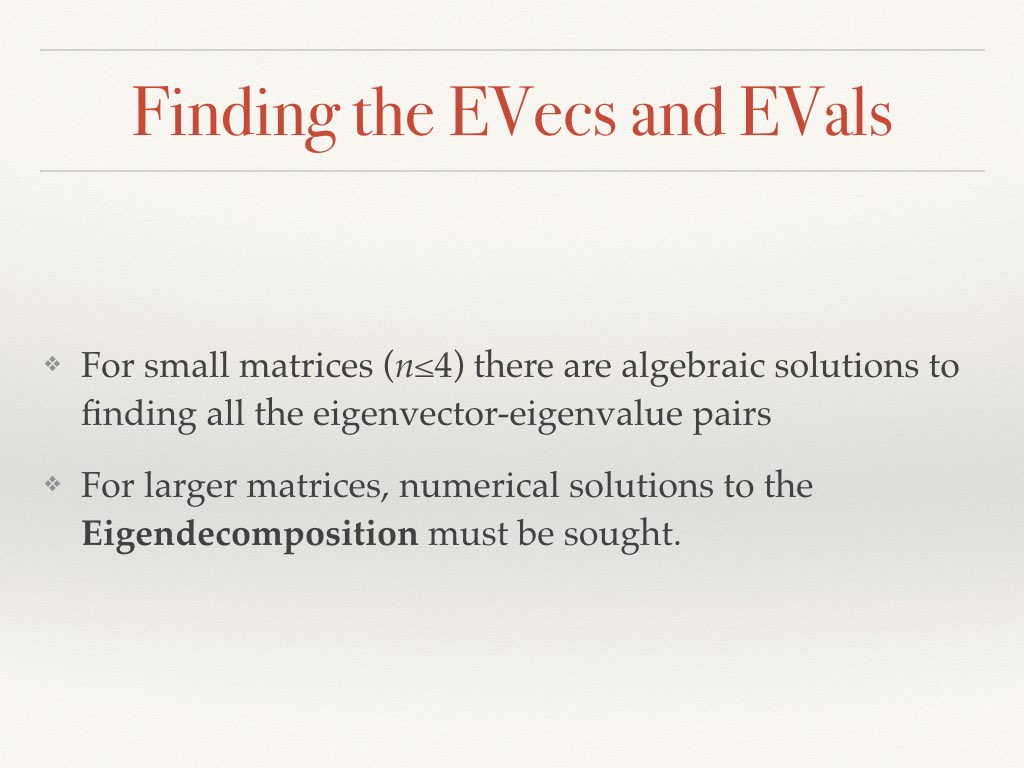 Finding the EVecs and EVals
❖ For small matrices (n≤4) there are algebraic solutions to
finding all the eigenvector-eigenvalue pairs
❖ For larger matrices, numerical solutions to the
Eigendecomposition must be sought.